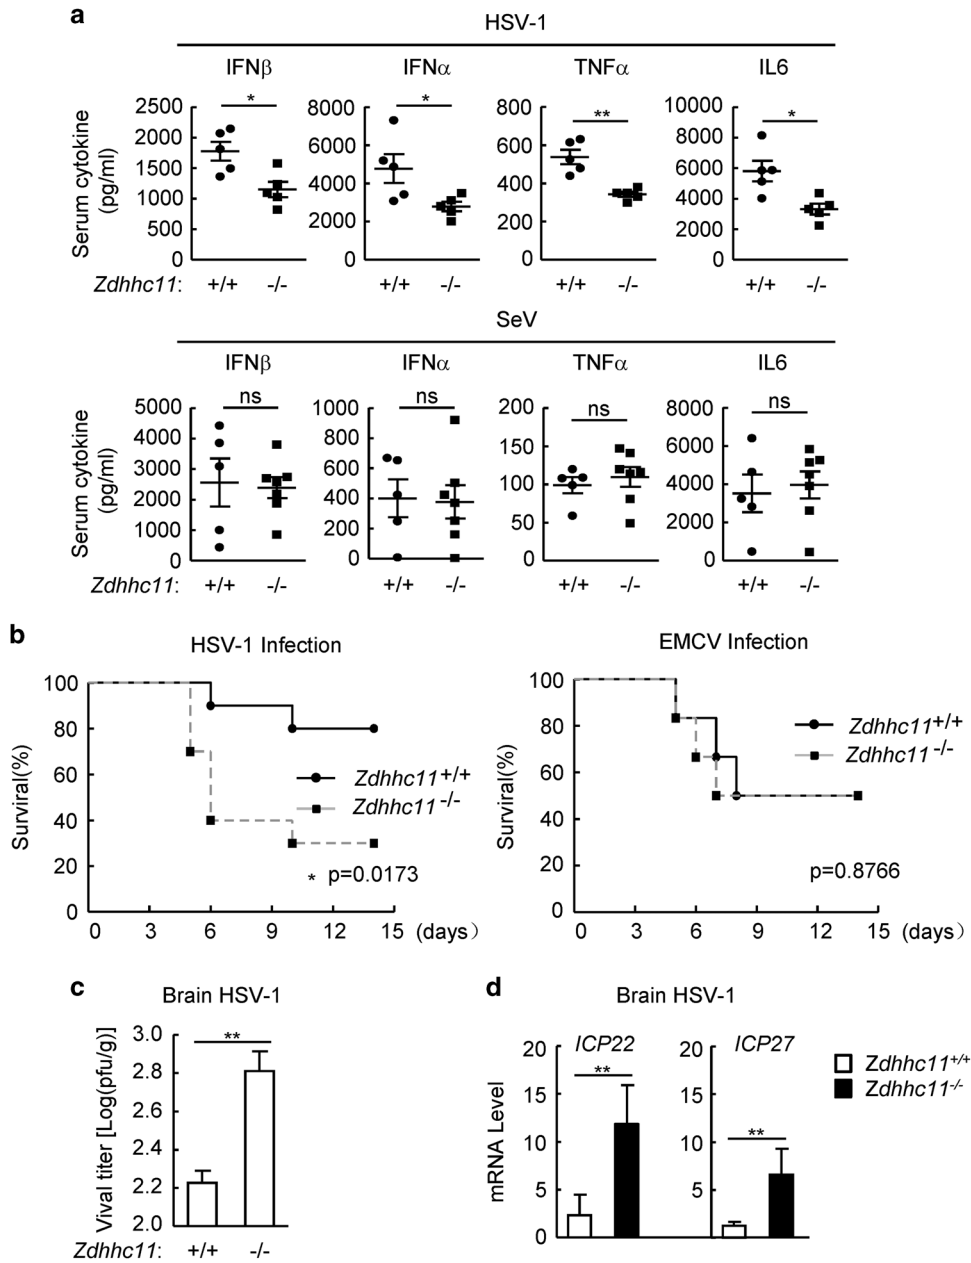 a
HSV-1
IFNβ IFNα TNFα IL6
* * ** *
Serum cytokine
(pg/ml)
2500 2000 1500 1000 500 0
8000 6000 4000 2000 0
800 600 400 200 0
10000 8000 6000 4000 2000 0
Zdhhc11: +/+ -/- +/+ -/- +/+ -/- +/+ -/-
SeV
IFNβ IFNα TNFα IL6
ns ns ns ns
Serum cytokine
(pg/ml)
5000 4000 3000 2000 1000 0
1000 800 600 400 200 0
200 150 100 50 0
8000 6000 4000 2000 0
Zdhhc11: +/+ -/- +/+ -/- +/+ -/- +/+ -/-
b
HSV-1 Infection
Surviral(%)
100 80 60 40 20 0
Zdhhc11+/+
Zdhhc11-/-
* p=0.0173
0 3 6 9 12 15 (days)
EMCV Infection
Surviral(%)
100 80 60 40 20 0
Zdhhc11+/+
Zdhhc11-/-
p=0.8766
0 3 6 9 12 15 (days)
c
Brain HSV-1
Vival titer [Log(pfu/g)]
3.0 2.8 2.6 2.4 2.2 2.0
**
Zdhhc11: +/+ -/-
d
Brain HSV-1
mRNA Level
ICP22
20 15 10 5 0
**
ICP27
20 15 10 5
**
Zdhhc11+/+
Zdhhc11-/-